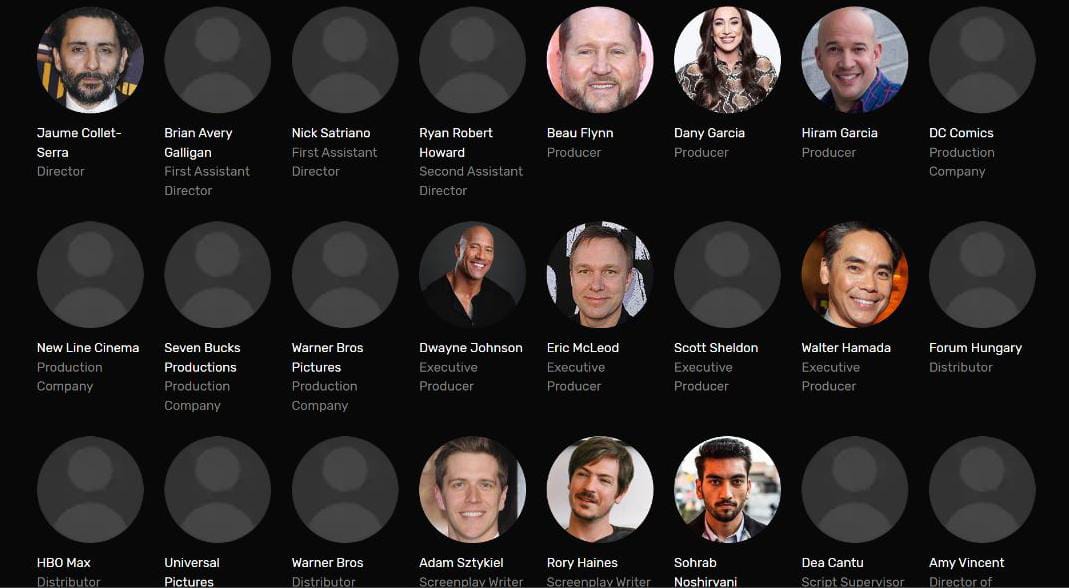 Jaume Collet-
Serra
Director
Brian Avery
Galligan
First Assistant
Director
Nick Satriano
First Assistant
Director
Ryan Robert
Howard
Second Assistant
Director
Beau Flynn
Producer
Dany Garcia
Producer
Hiram Garcia
Producer
DC Comics
Production
Company
New Line Cinema
Production
Company
Seven Bucks
Productions
Production
Company
Warner Bros
Pictures
Production
Company
Dwayne Johnson
Executive
Producer
Eric McLeod
Executive
Producer
Scott Sheldon
Executive
Producer
Walter Hamada
Executive
Producer
Forum Hungary
Distributor
HBO Max
Distributor
Universal
Pictures
Warner Bros
Distributor
Adam Sztykiel
Screenplay Writer
Rory Haines
Screenplay Writer
Sohrab
Noshirvani
Dea Cantu
Script Supervisor
Amy Vincent
Director of